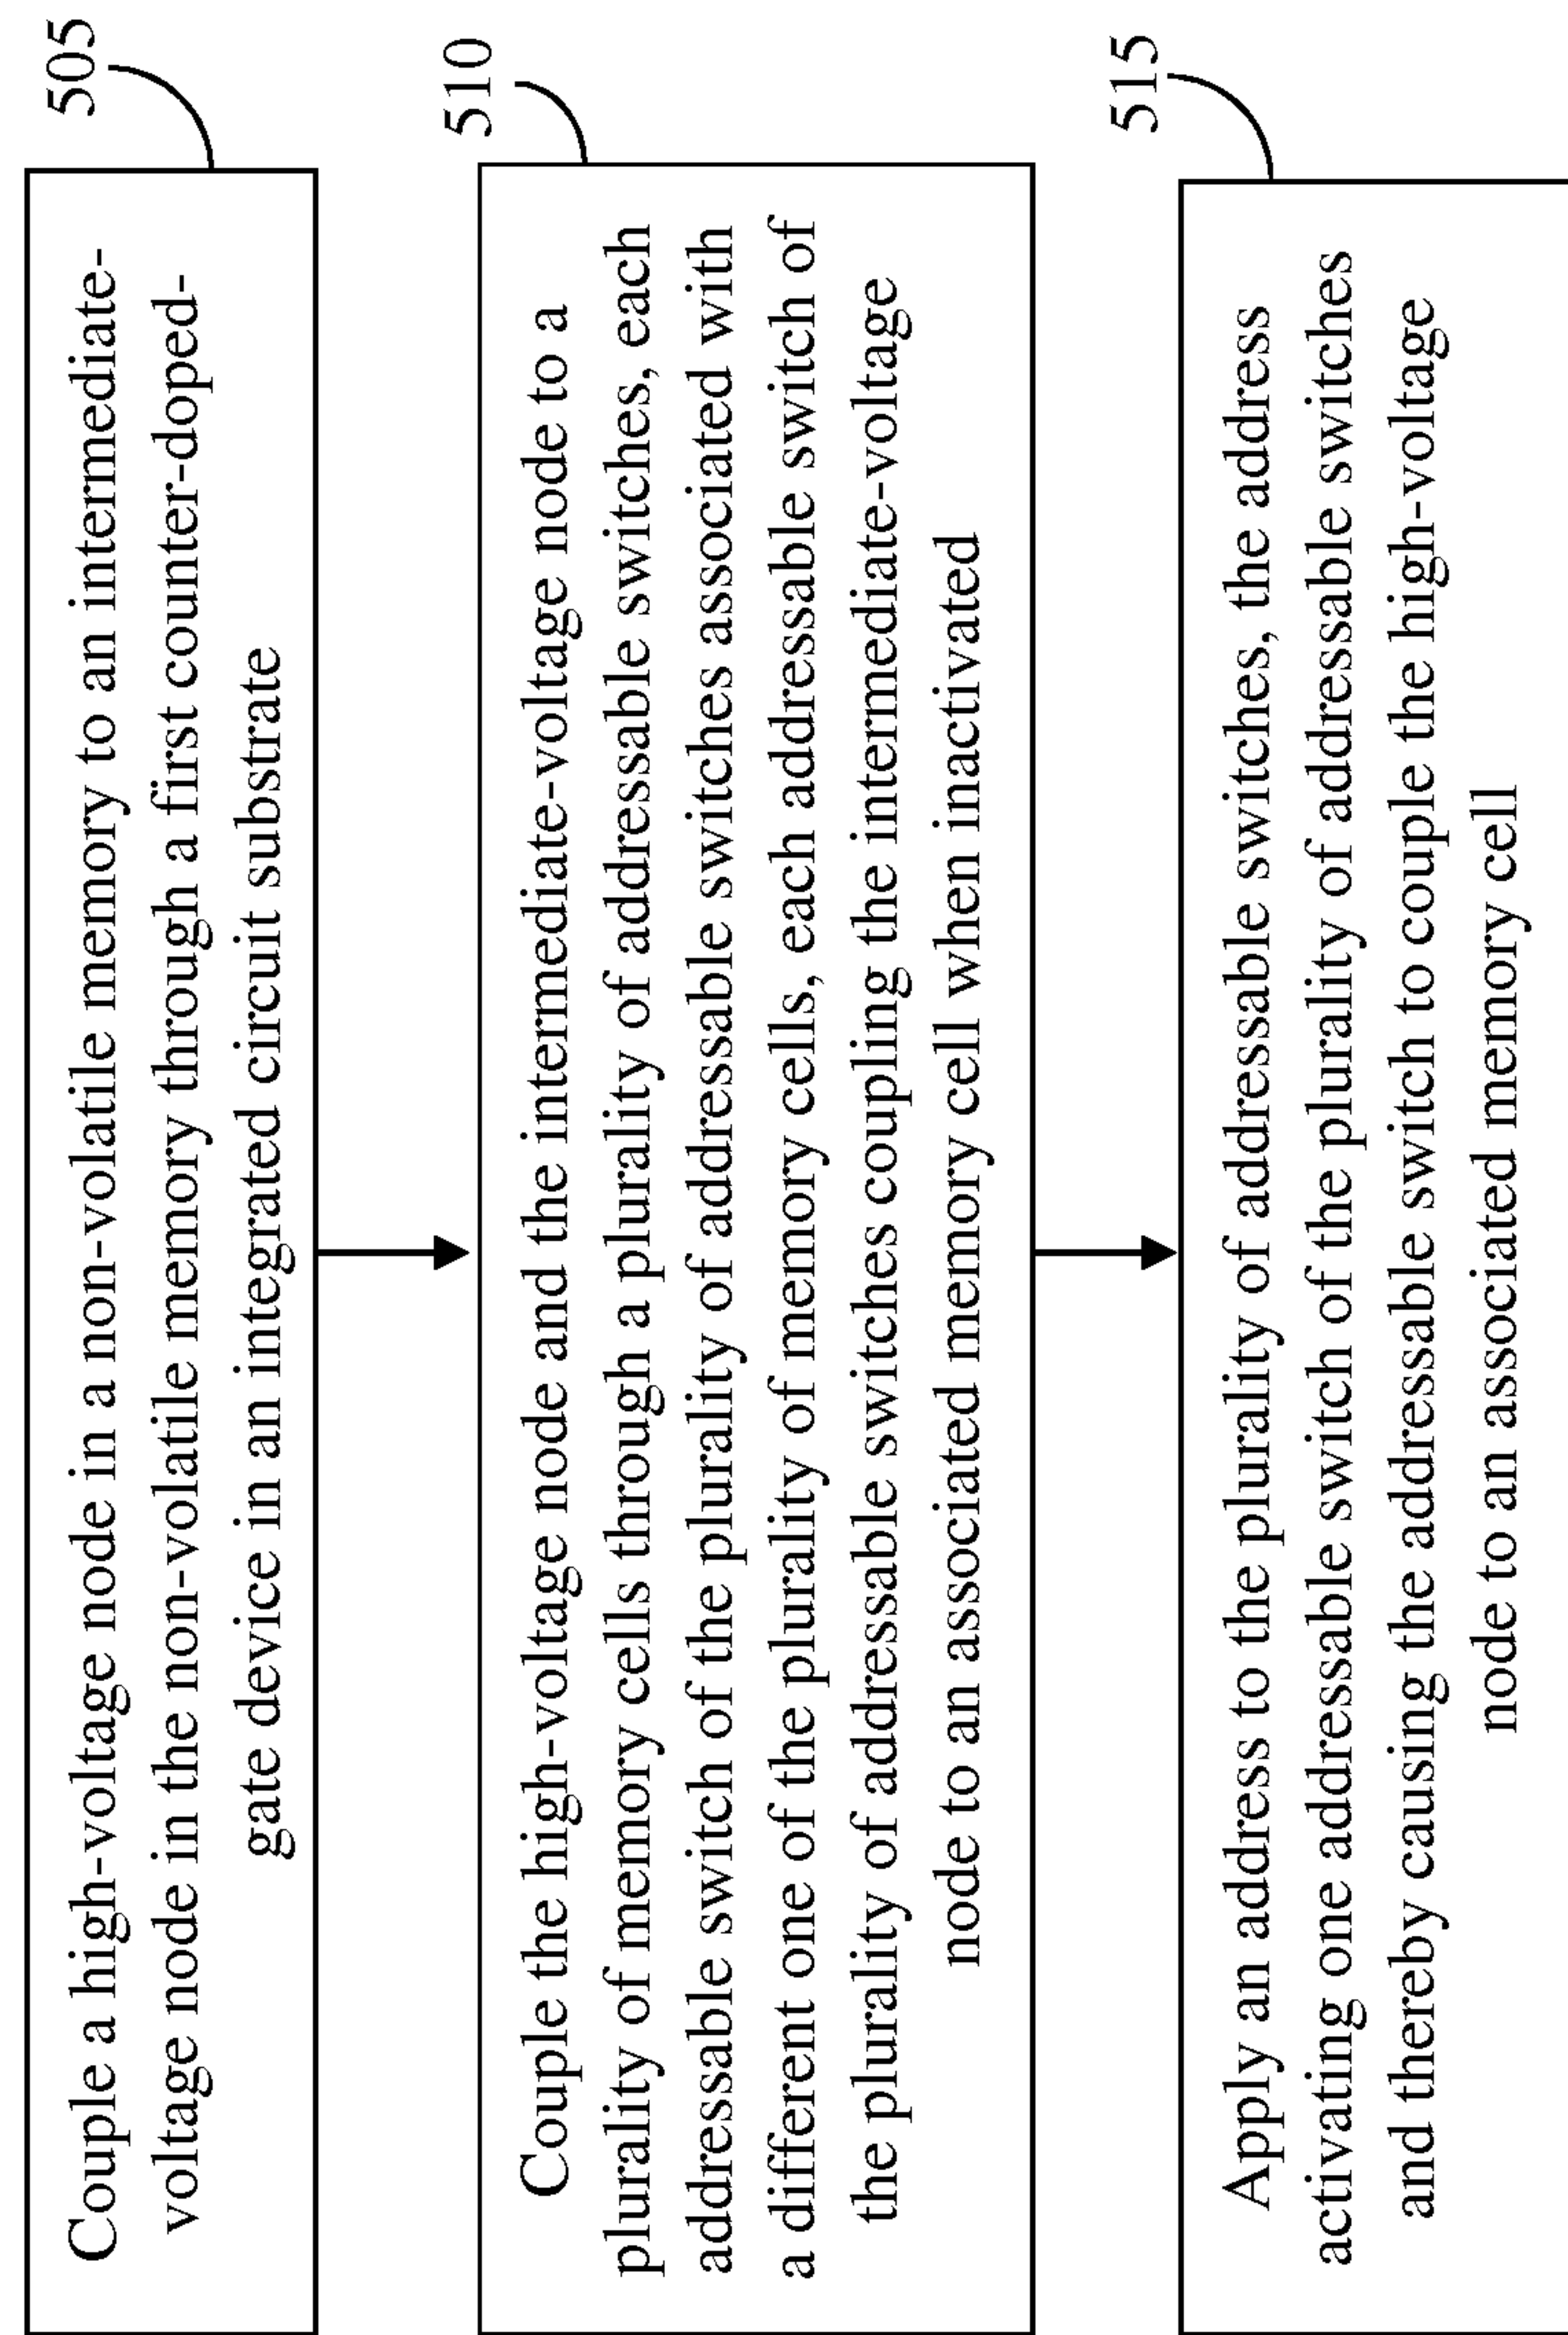 505
Couple a high-voltage node in a non-volatile memory to an intermediate-
voltage node in the non-volatile memory through a first counter-doped-
gate device in an integrated circuit substrate
510
Couple the high-voltage node and the intermediate-voltage node to a
plurality of memory cells through a plurality of addressable switches, each
addressable switch of the plurality of addressable switches associated with
a different one of the plurality of memory cells, each addressable switch of
the plurality of addressable switches coupling the intermediate-voltage
node to an associated memory cell when inactivated
515
Apply an address to the plurality of addressable switches, the address
activating one addressable switch of the plurality of addressable switches
and thereby causing the addressable switch to couple the high-voltage
node to an associated memory cell